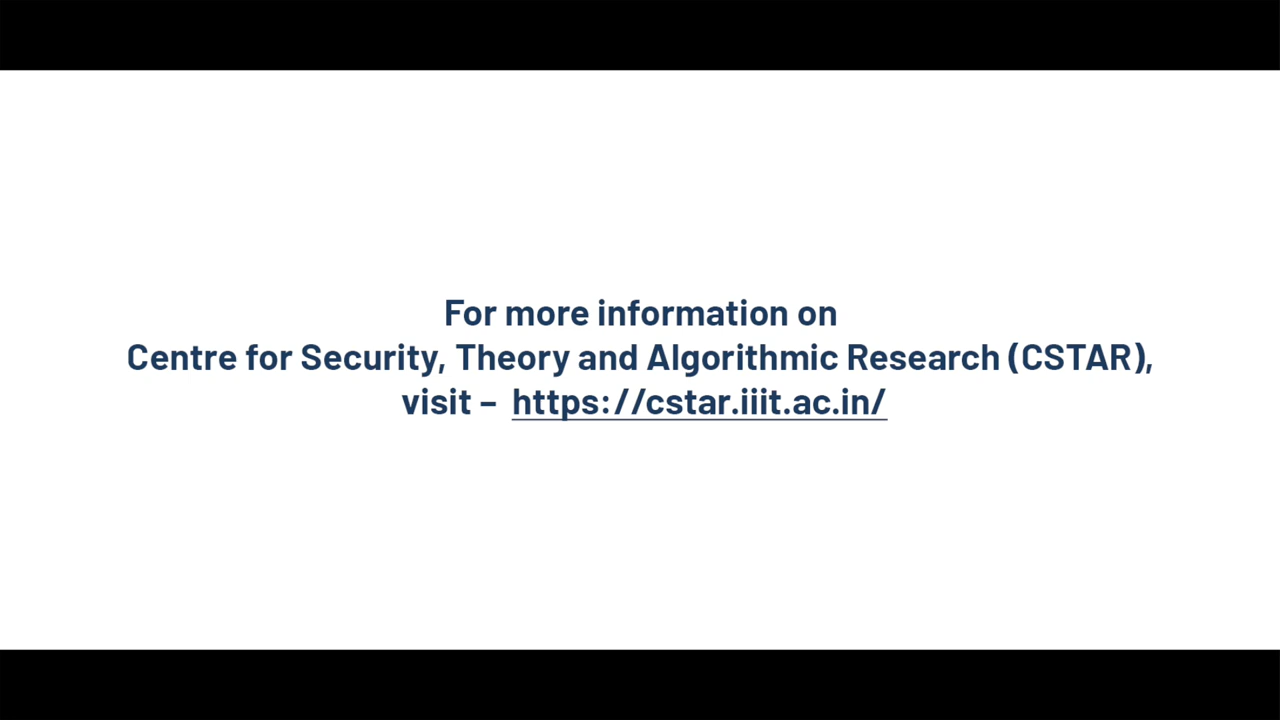 For more information on
Centre for Security, Theory and Algorithmic Research (CSTAR),
visit – https://cstar.iiit.ac.in/